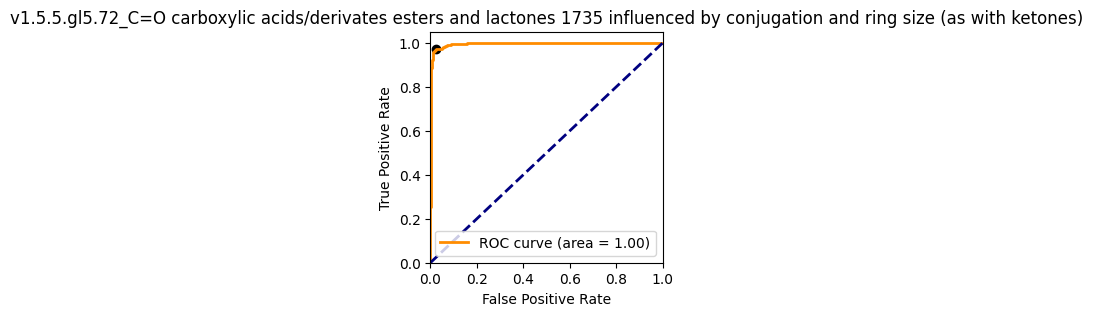 v1.5.5.gl5.72_C=O carboxylic acids/derivates esters and lactones 1735 influenced by conjugation and ring size (as with ketones)
1.0
0.8
0.6
0.4
0.2
0.0
True Positive Rate
ROC curve (area = 1.00)
0.0 0.2 0.4 0.6 0.8 1.0
False Positive Rate